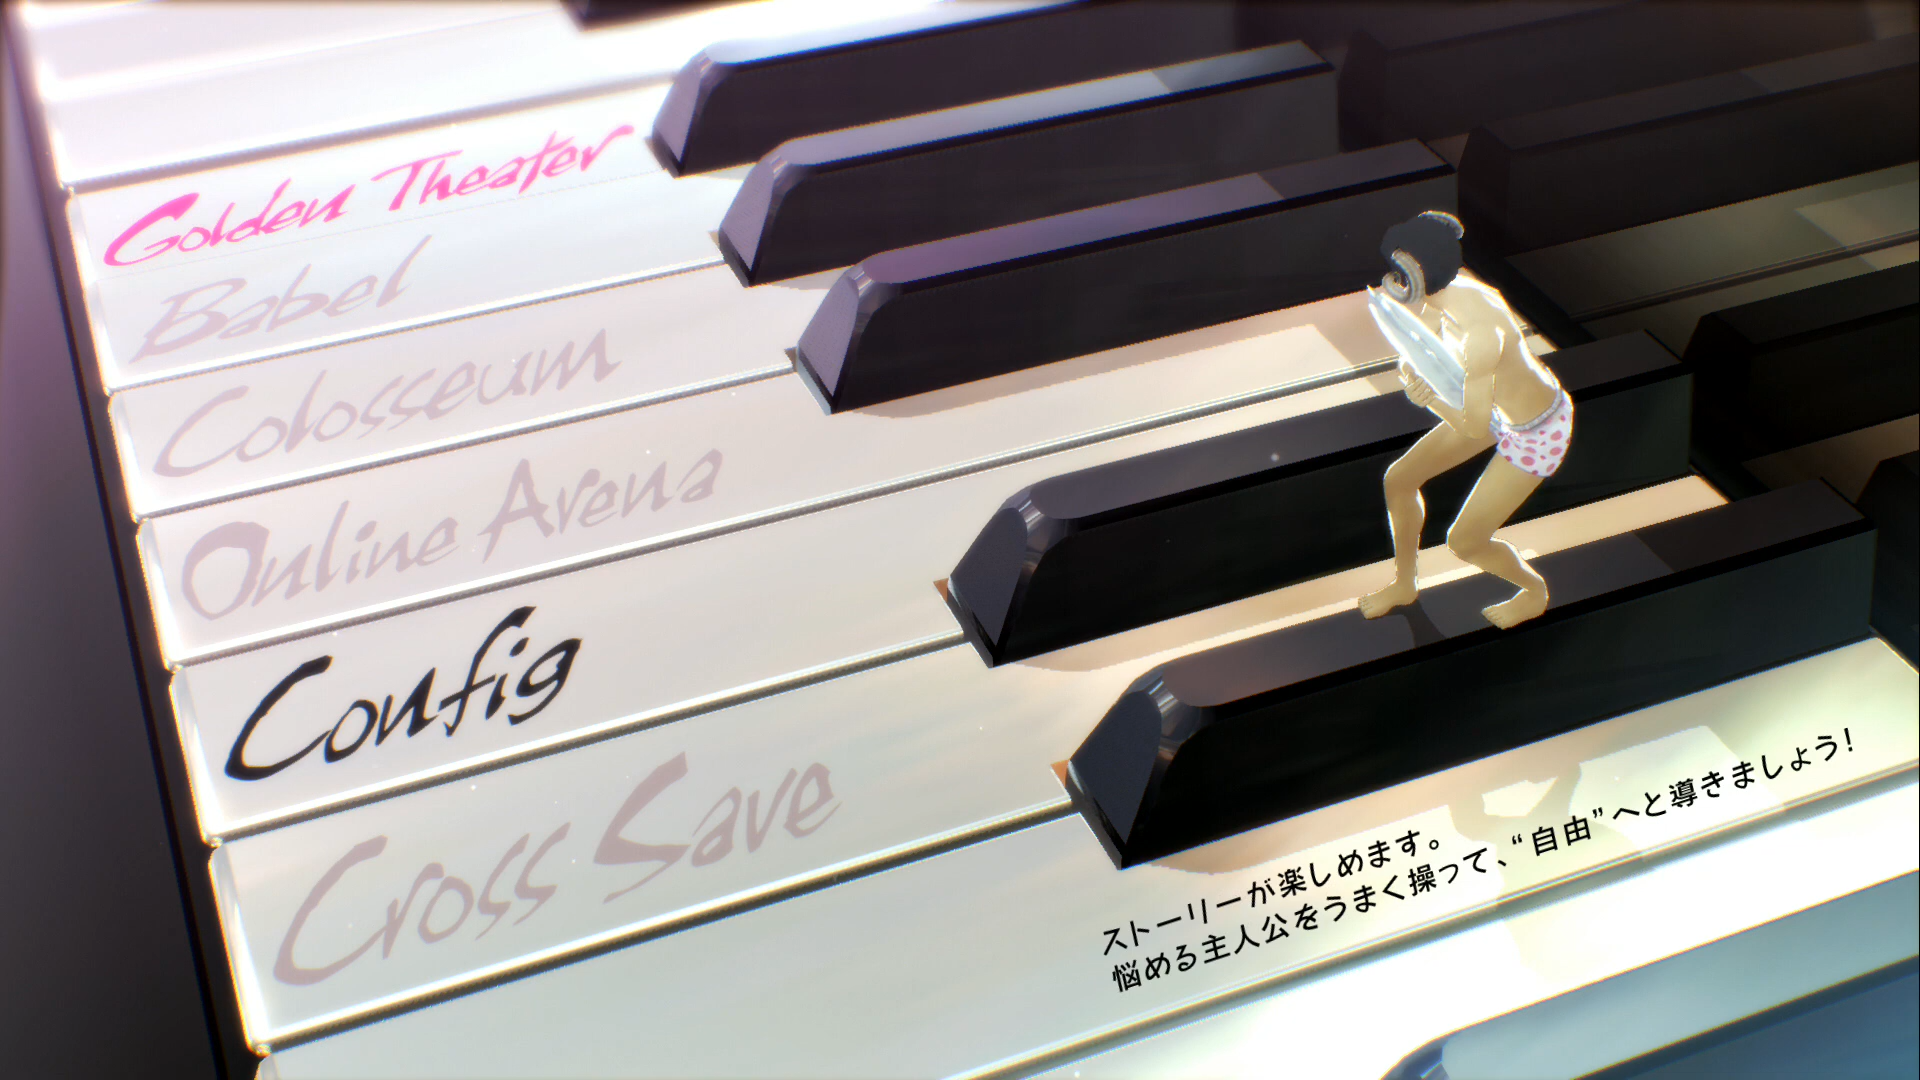 Golden Theater
Babel
Colosseum
Online Arena
Config
Cross Save
ストーリーが楽しめます。
悩める主人公をうまく操って、“自由”へと導きましょう!